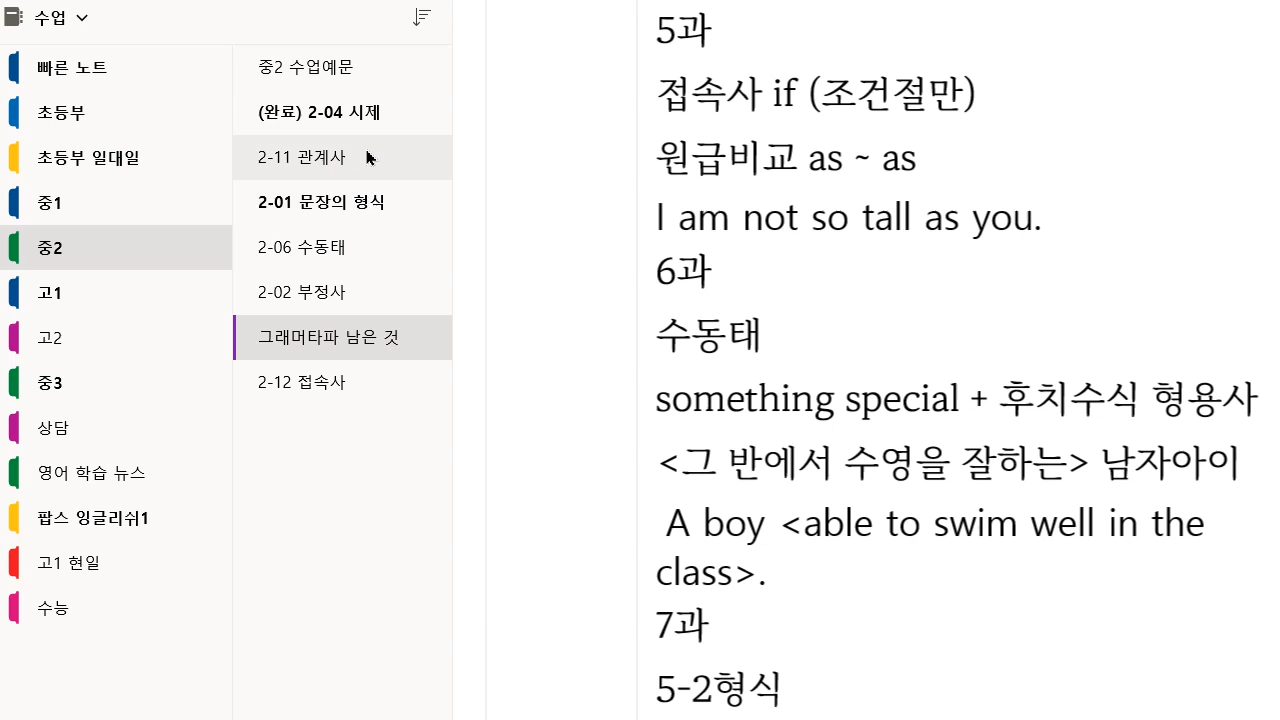 수업
빠른 노트
초등부
초등부 일대일
중1
중2
고1
고2
중3
상담
영어 학습 뉴스
팝스 잉글리쉬1
고1 현일
수능
중2 수업예문
(완료) 2-04 시제
2-11 관계사
2-01 문장의 형식
2-06 수동태
2-02 부정사
그래머타파 남은 것
2-12 접속사
5과
접속사 if (조건절만)
원급비교 as ~ as
I am not so tall as you.
6과
수동태
something special + 후치수식 형용사
<그 반에서 수영을 잘하는> 남자아이
A boy <able to swim well in the
class>.
7과
5-2형식